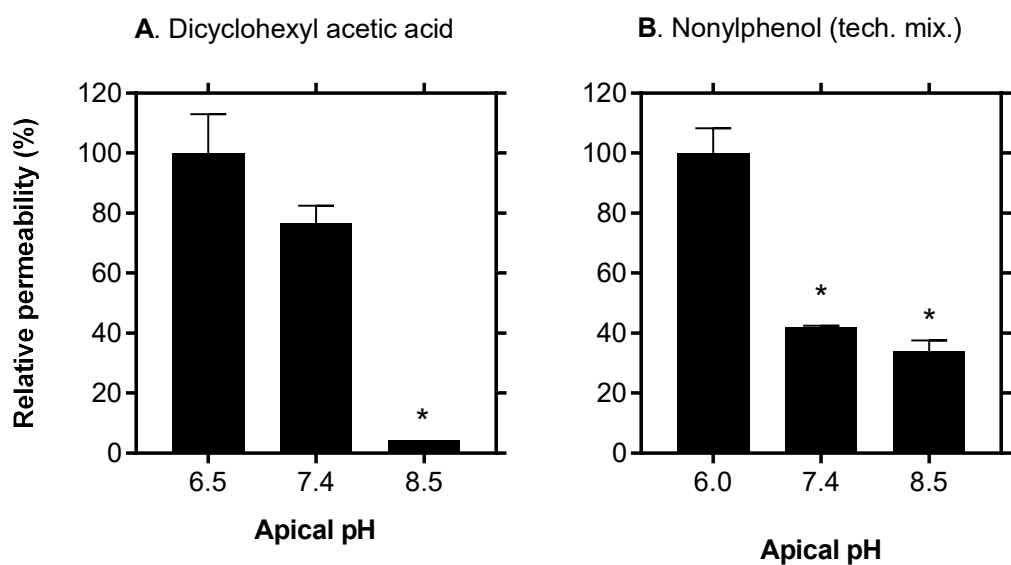 A. Dicyclohexyl acetic acid
Relative permeability (%)
120
100
80
60
40
20
0
*
6.5 7.4 8.5
Apical pH
B. Nonylphenol (tech. mix.)
120
100
80
60
40
20
0
* *
6.0 7.4 8.5
Apical pH